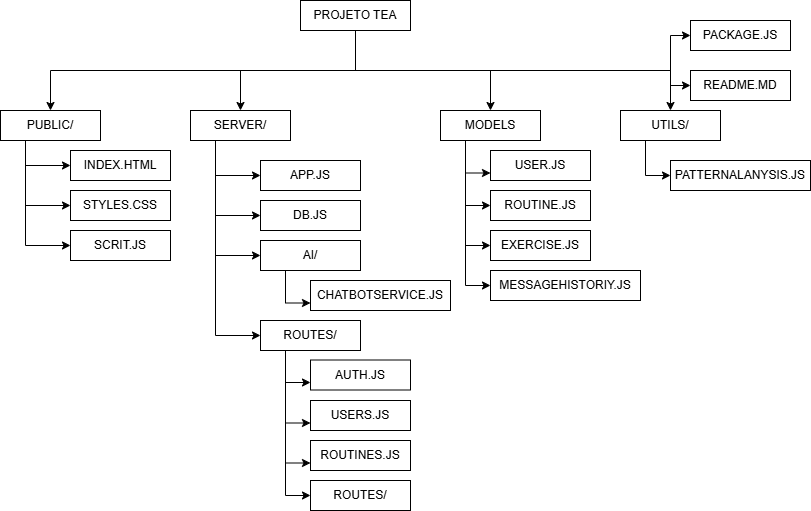 PROJETO TEA
PACKAGE.JS
README.MD
PUBLIC/
INDEX.HTML
STYLES.CSS
SCRIT.JS
SERVER/
APP.JS
DB.JS
AI/
CHATBOTSERVICE.JS
ROUTES/
AUTH.JS
USERS.JS
ROUTINES.JS
ROUTES/
MODELS
USER.JS
ROUTINE.JS
EXERCISE.JS
MESSAGEHISTORIY.JS
UTILS/
PATTERNALANYSIS.JS